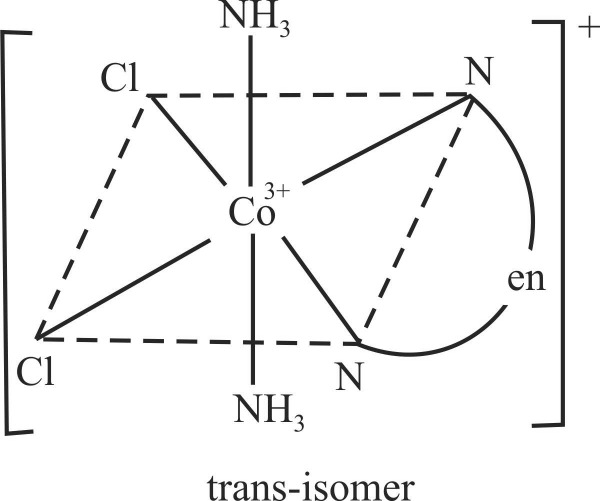 NH₃
+
Cl
N
Co³⁺
en
Cl
N
NH₃
trans-isomer